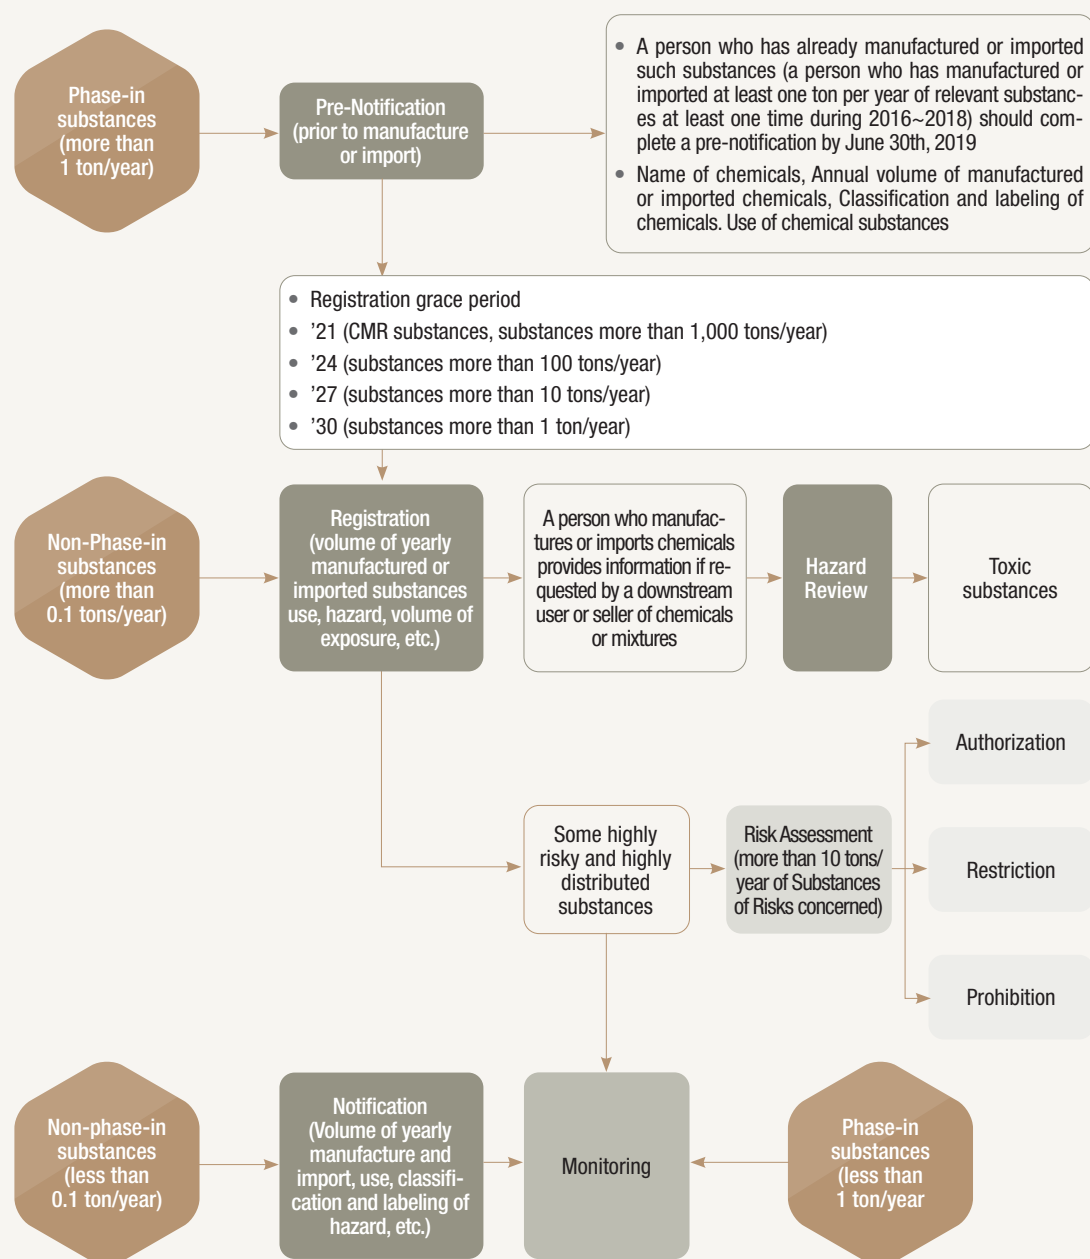 Phase-in
substances
(more than
1 ton/year)
Pre-Notification
(prior to manufacture
or import)
• A person who has already manufactured or imported
such substances (a person who has manufactured or
imported at least one ton per year of relevant substanc-
es at least one time during 2016~2018) should com-
plete a pre-notification by June 30th, 2019
• Name of chemicals, Annual volume of manufactured
or imported chemicals, Classification and labeling of
chemicals. Use of chemical substances
• Registration grace period
• ’21 (CMR substances, substances more than 1,000 tons/year)
• ’24 (substances more than 100 tons/year)
• ’27 (substances more than 10 tons/year)
• ’30 (substances more than 1 ton/year)
Non-Phase-in
substances
(more than
0.1 tons/year)
Registration
(volume of yearly
manufactured or
imported substances
use, hazard, volume of
exposure, etc.)
A person who manufac-
tures or imports chemicals
provides information if re-
quested by a downstream
user or seller of chemicals
or mixtures
Hazard
Review
Toxic
substances
Some highly
risky and highly
distributed
substances
Risk Assessment
(more than 10 tons/
year of Substances
of Risks concerned)
Authorization
Restriction
Prohibition
Non-phase-in
substances
(less than
0.1 ton/year)
Notification
(Volume of yearly
manufacture and
import, use, classifi-
cation and labeling of
hazard, etc.)
Monitoring
Phase-in
substances
(less than
1 ton/year